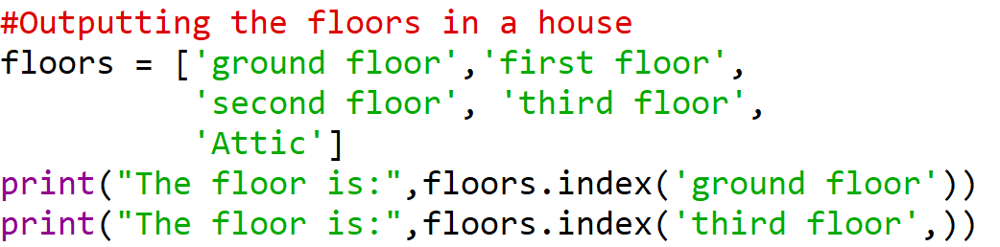 #Outputting the floors in a house
floors = ['ground floor','first floor',
'second floor', 'third floor',
'Attic']
print("The floor is:",floors.index('ground floor'))
print("The floor is:",floors.index('third floor',))